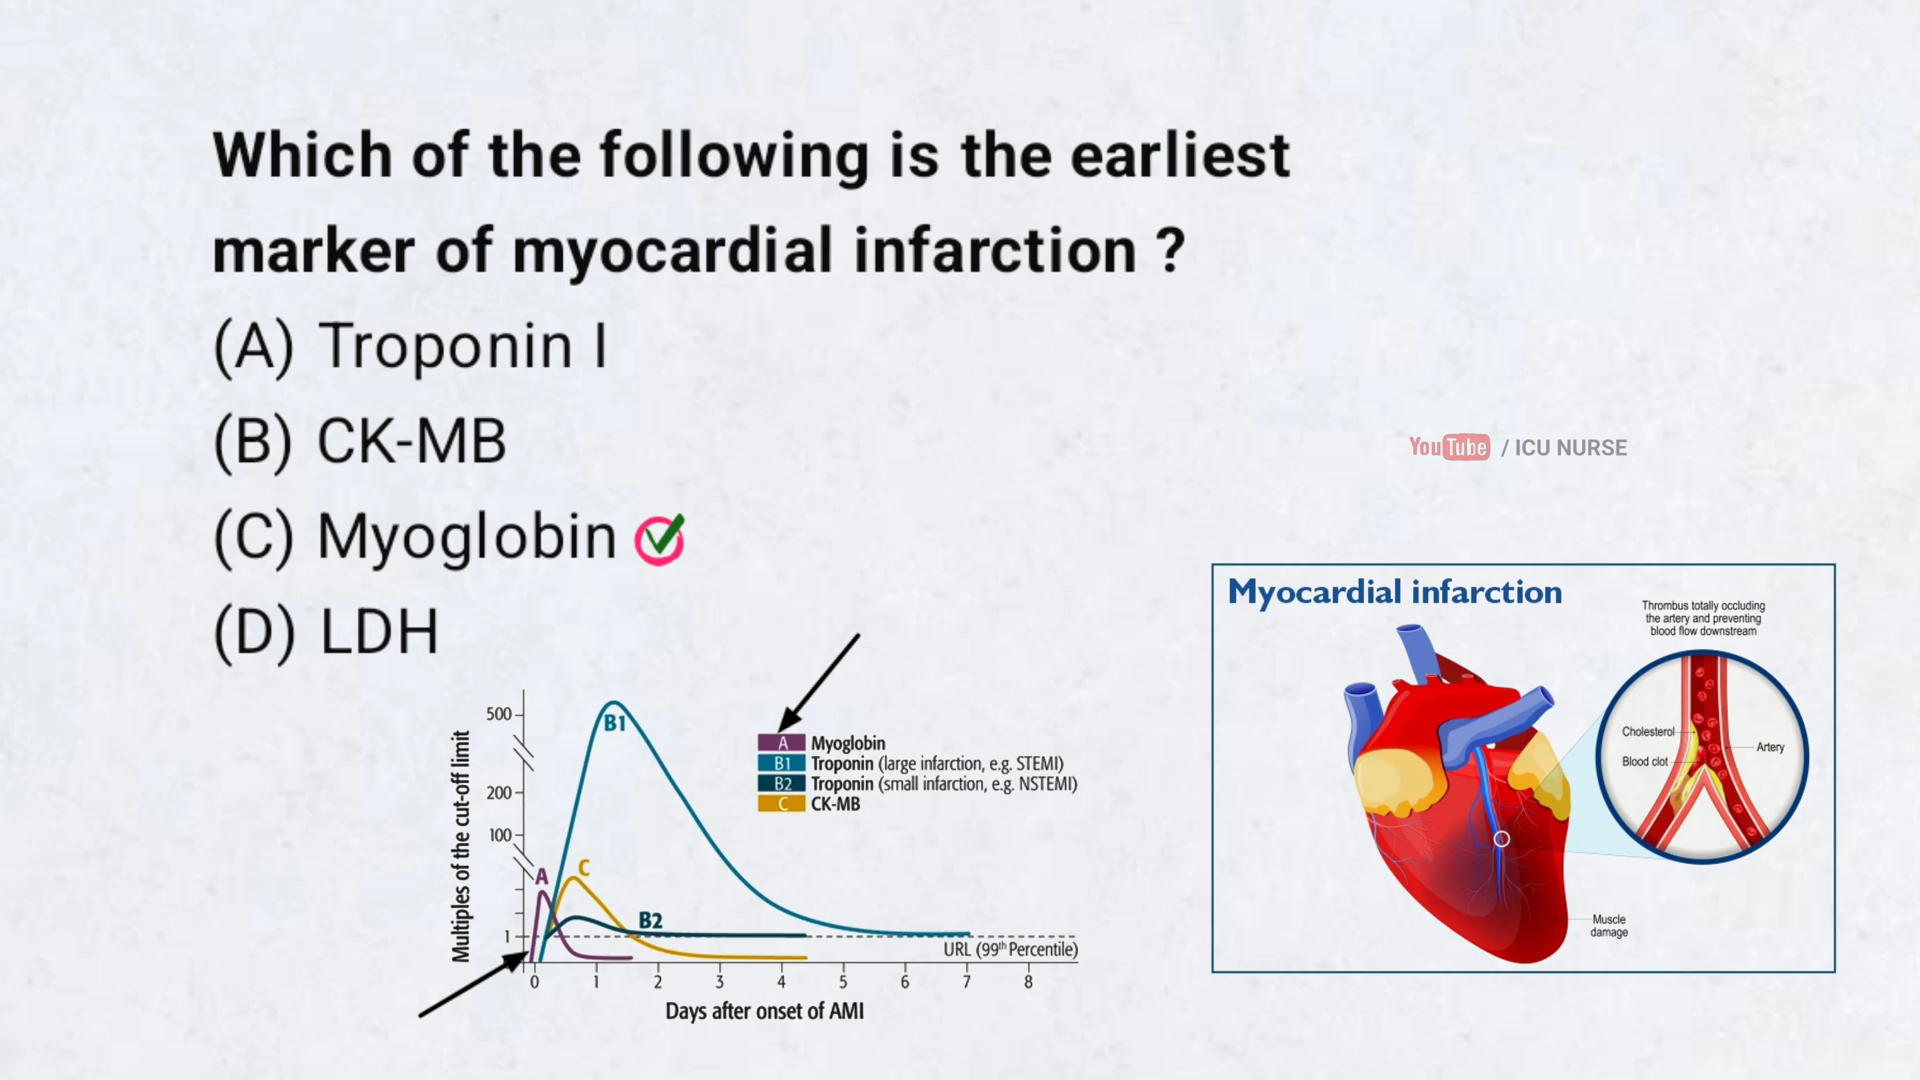 Which of the following is the earliest
marker of myocardial infarction ?
(A) Troponin I
(B) CK-MB
(C) Myoglobin
(D) LDH
YouTube / ICU NURSE
Multiples of the cut-off limit
500
200
100
1
A
B1
C
B2
A Myoglobin
B1 Troponin (large infarction, e.g. STEMI)
B2 Troponin (small infarction, e.g. NSTEMI)
C CK-MB
URL (99th Percentile)
0 1 2 3 4 5 6 7 8
Days after onset of AMI
Myocardial infarction
Thrombus totally occluding
the artery and preventing
blood flow downstream
Cholesterol
Blood clot
Artery
Muscle
damage